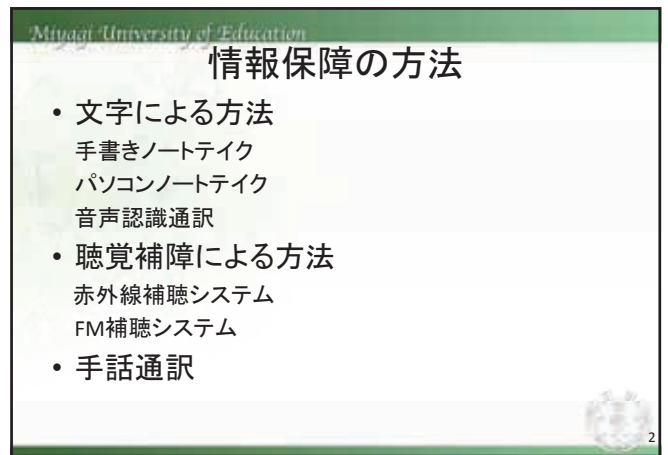 Miyagi University of Education
情報保障の方法
• 文字による方法
手書きノートテイク
パソコンノートテイク
音声認識通訳
• 聴覚補障による方法
赤外線補聴システム
FM補聴システム
• 手話通訳
2